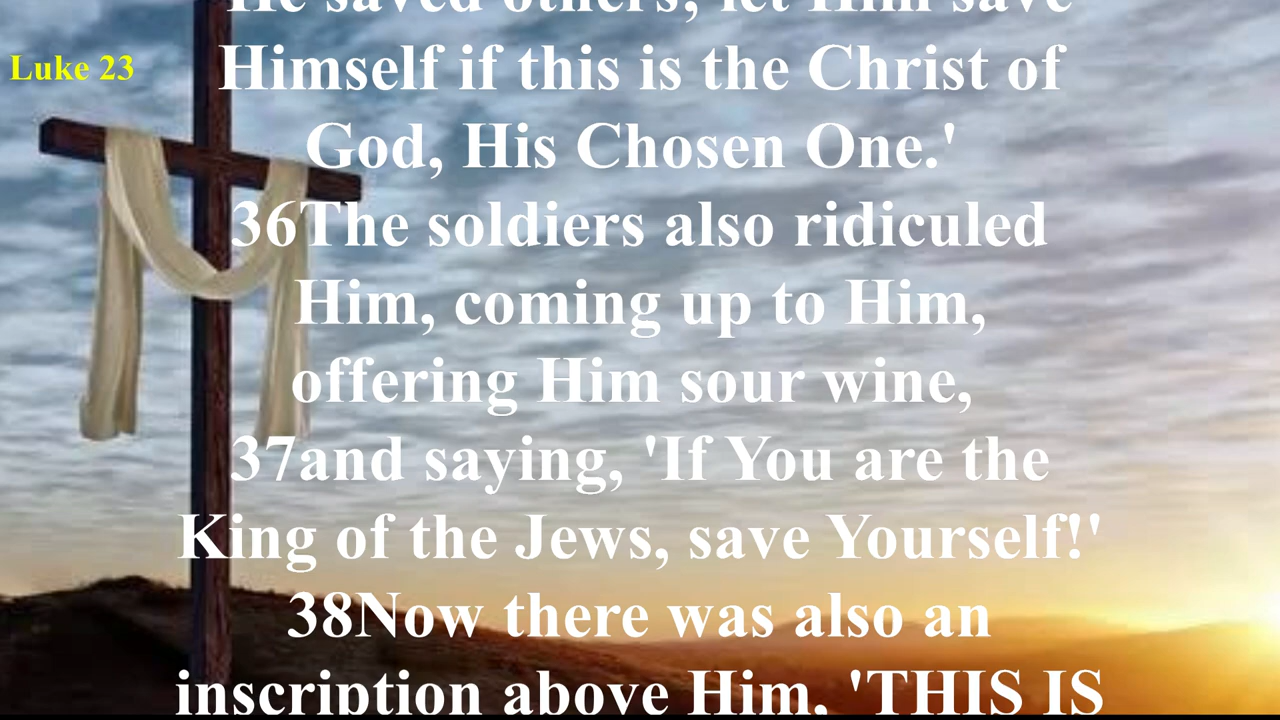 Luke 23
'He saved others; let Him save
Himself if this is the Christ of
God, His Chosen One.'
36The soldiers also ridiculed
Him, coming up to Him,
offering Him sour wine,
37and saying, 'If You are the
King of the Jews, save Yourself!'
38Now there was also an
inscription above Him, 'THIS IS